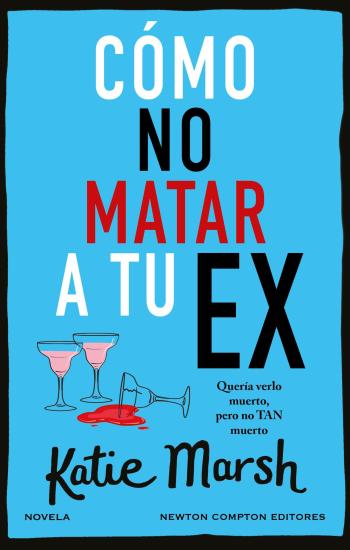 CÓMO
NO
MATAR
A TU EX
Quería verlo
muerto,
pero no TAN
muerto
Katie Marsh
NOVELA NEWTON COMPTON EDITORES